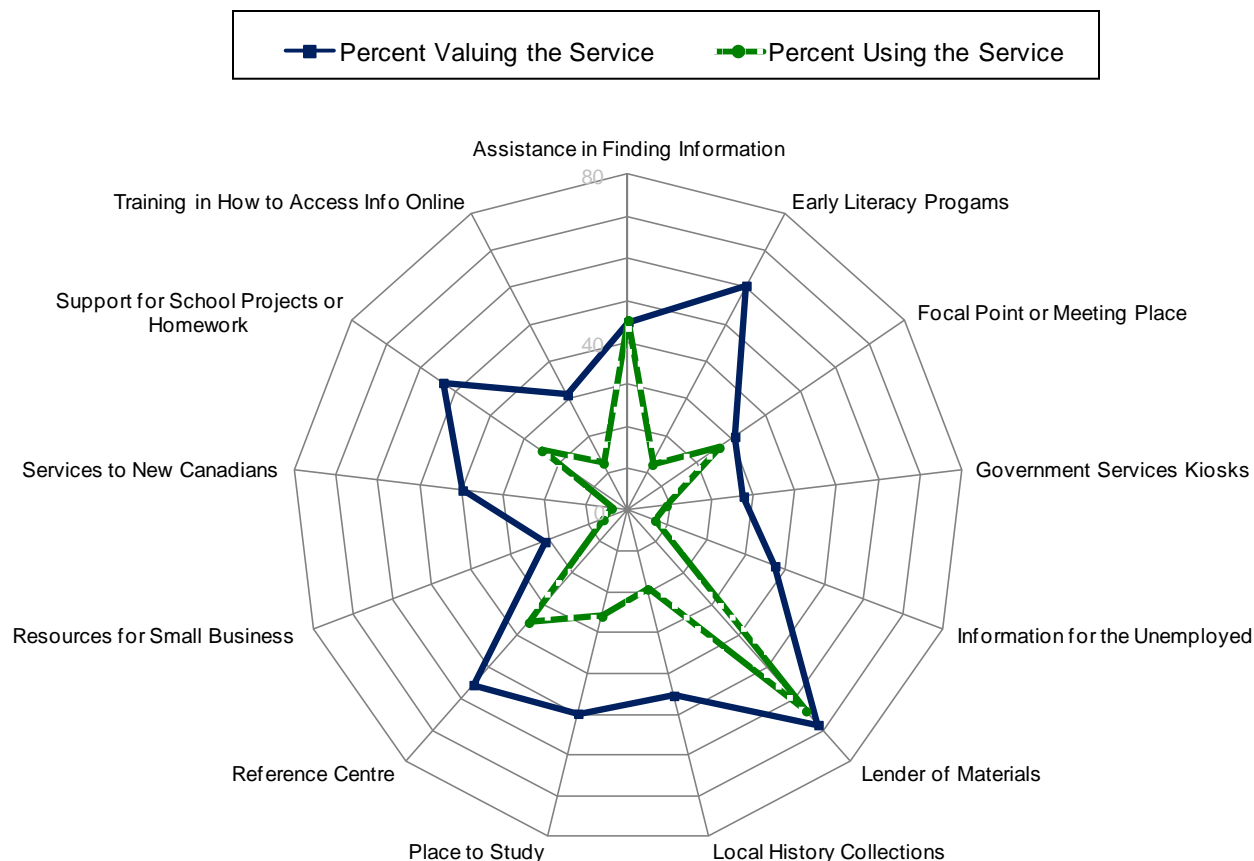 Percent Valuing the Service
Percent Using the Service
Assistance in Finding Information
80
Training in How to Access Info Online
Early Literacy Progams
Support for School Projects or
Homework
Focal Point or Meeting Place
40
Services to New Canadians
Government Services Kiosks
0
Resources for Small Business
Information for the Unemployed
Reference Centre
Lender of Materials
Place to Study
Local History Collections